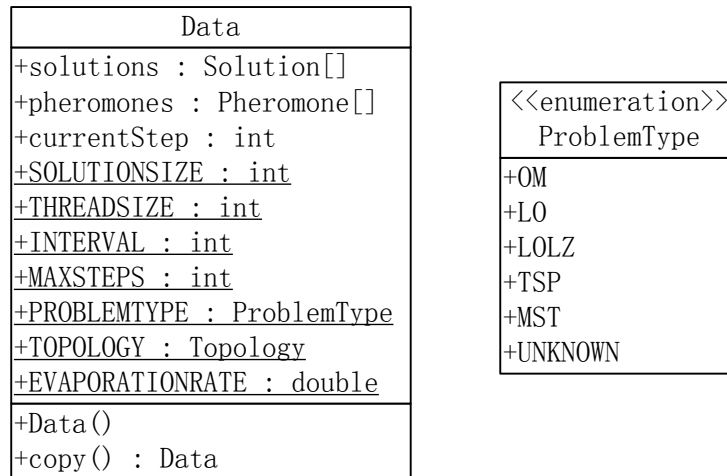 Data
+solutions : Solution[]
+pheromones : Pheromone[]
+currentStep : int
+SOLUTIONSIZE : int
+THREADSIZE : int
+INTERVAL : int
+MAXSTEPS : int
+PROBLEMTYPE : ProblemType
+TOPOLOGY : Topology
+EVAPORATIONRATE : double
+Data()
+copy() : Data
<<enumeration>>
ProblemType
+OM
+LO
+LOLZ
+TSP
+MST
+UNKNOWN